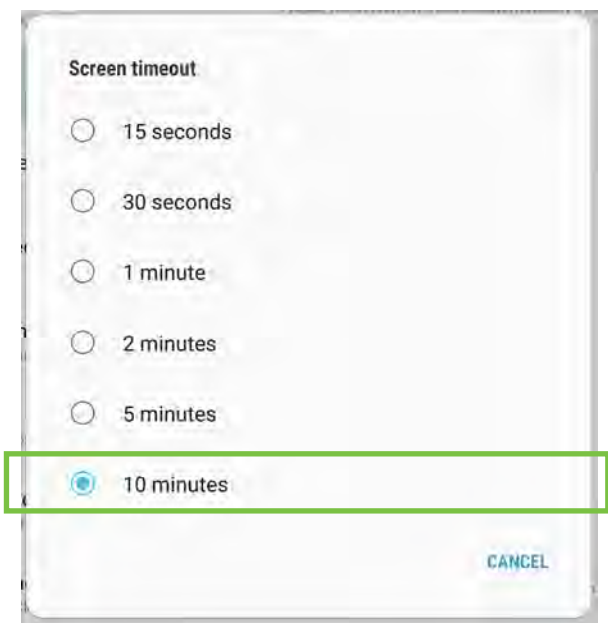 Screen timeout
15 seconds
30 seconds
1 minute
2 minutes
5 minutes
10 minutes
CANCEL